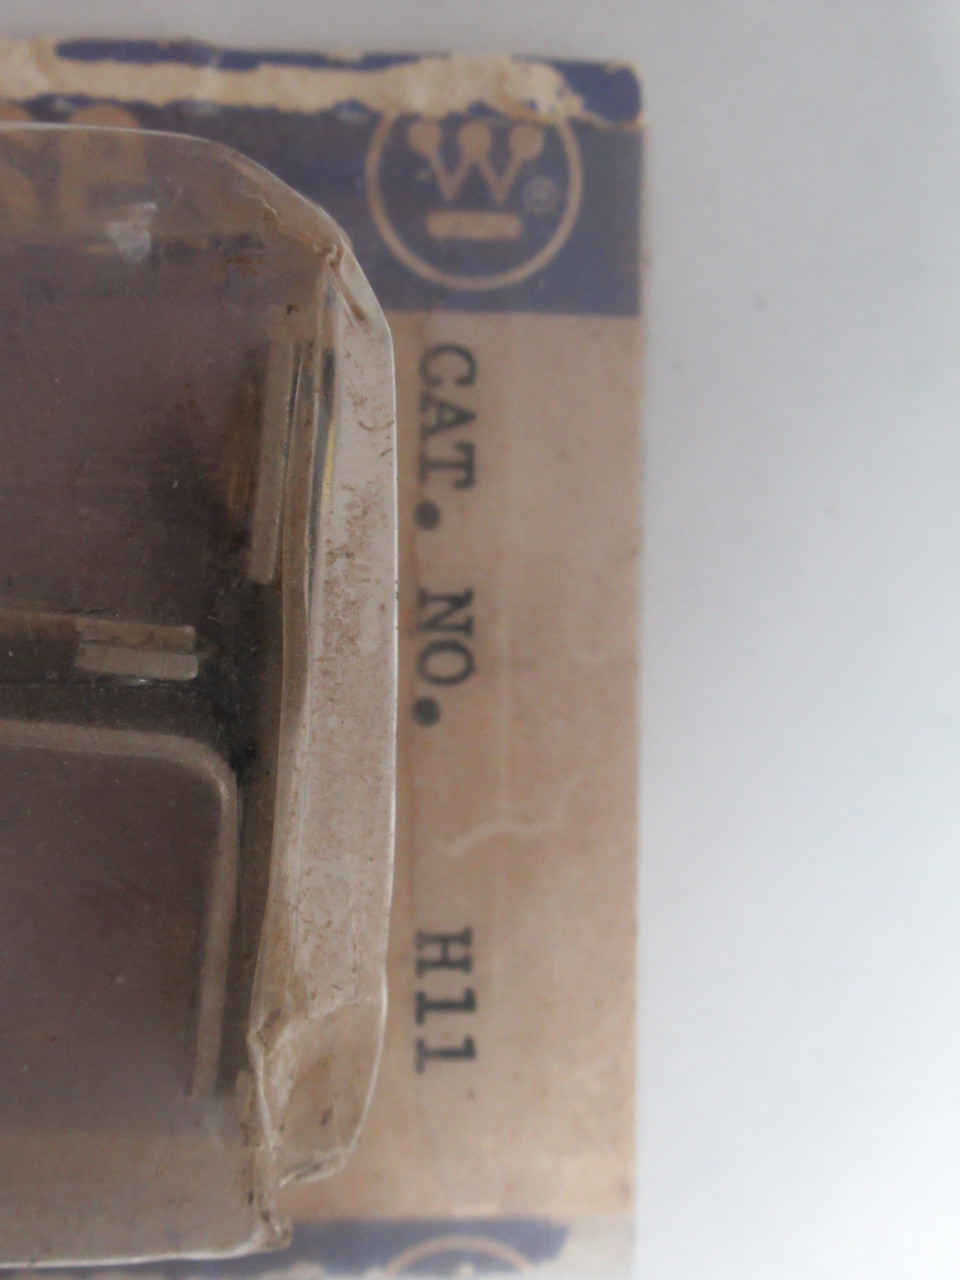 W ®
CAT. NO. H11